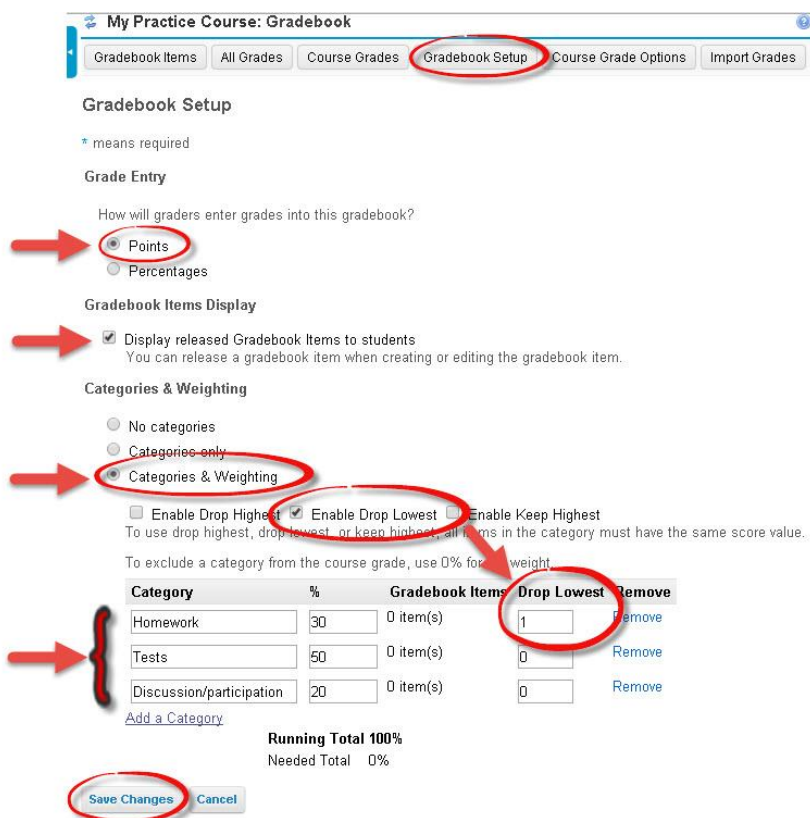 My Practice Course: Gradebook
Gradebook Items All Grades Course Grades Gradebook Setup Course Grade Options Import Grades
Gradebook Setup
* means required
Grade Entry
How will graders enter grades into this gradebook?
Points
Percentages
Gradebook Items Display
Display released Gradebook Items to students
You can release a gradebook item when creating or editing the gradebook item.
Categories & Weighting
No categories
Categories only
Categories & Weighting
Enable Drop Highest Enable Drop Lowest Enable Keep Highest
To use drop highest, drop lowest, or keep highest, all items in the category must have the same score value.
To exclude a category from the course grade, use 0% for the weight.
Category % Gradebook Items Drop Lowest Remove
Homework 30 0 item(s) 1 Remove
Tests 50 0 item(s) 0 Remove
Discussion/participation 20 0 item(s) 0 Remove
Add a Category
Running Total 100%
Needed Total 0%
Save Changes Cancel